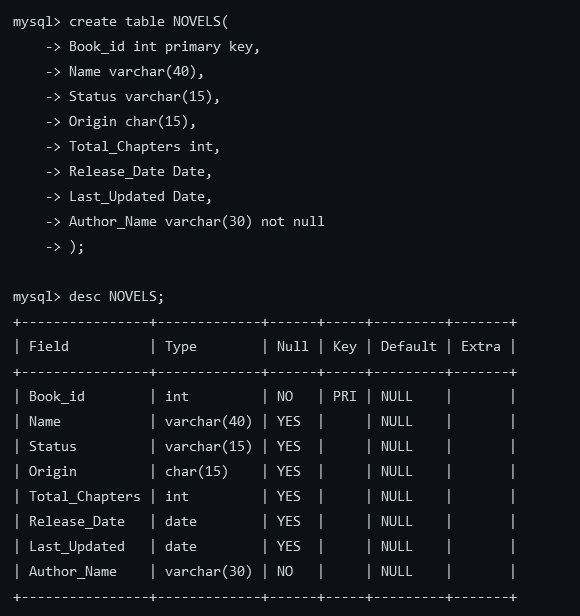 mysql> create table NOVELS(
    -> Book_id int primary key,
    -> Name varchar(40),
    -> Status varchar(15),
    -> Origin char(15),
    -> Total_Chapters int,
    -> Release_Date Date,
    -> Last_Updated Date,
    -> Author_Name varchar(30) not null
    -> );

mysql> desc NOVELS;
+----------------+-------------+------+-----+---------+-------+
| Field          | Type        | Null | Key | Default | Extra |
+----------------+-------------+------+-----+---------+-------+
| Book_id        | int         | NO   | PRI | NULL    |       |
| Name           | varchar(40) | YES  |     | NULL    |       |
| Status         | varchar(15) | YES  |     | NULL    |       |
| Origin         | char(15)    | YES  |     | NULL    |       |
| Total_Chapters | int         | YES  |     | NULL    |       |
| Release_Date   | date        | YES  |     | NULL    |       |
| Last_Updated   | date        | YES  |     | NULL    |       |
| Author_Name    | varchar(30) | NO   |     | NULL    |       |
+----------------+-------------+------+-----+---------+-------+